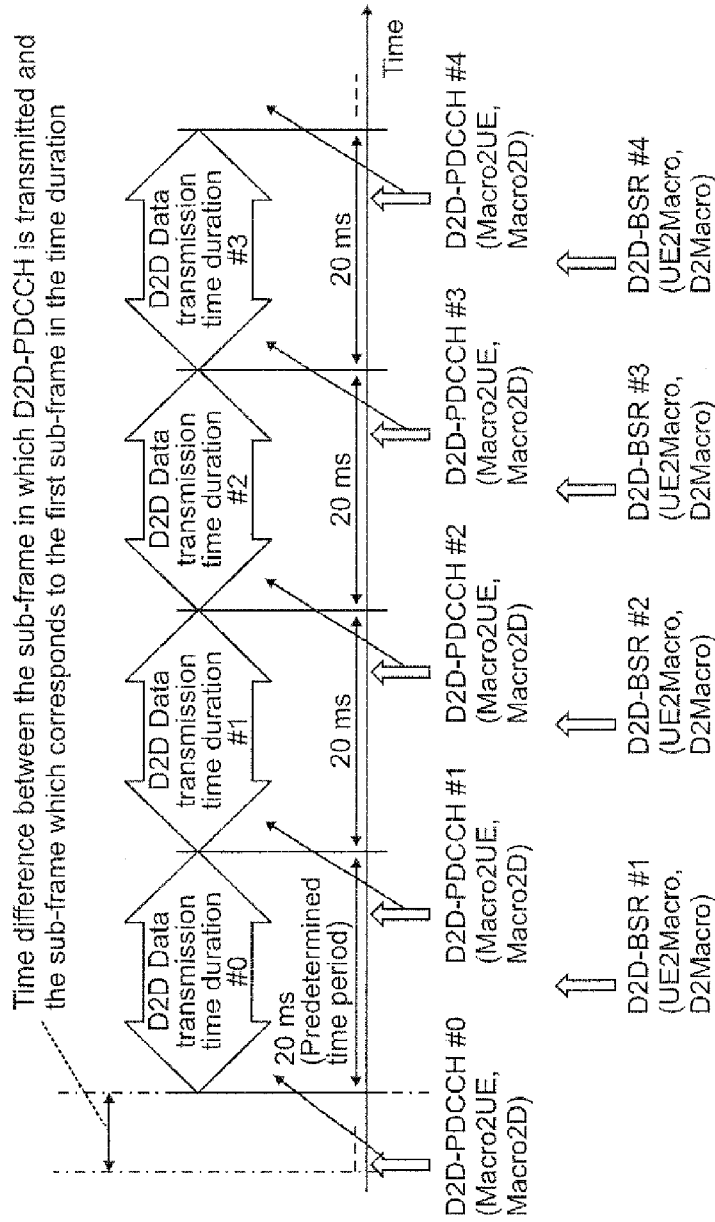 Time difference between the sub-frame in which D2D-PDCCH is transmitted and
the sub-frame which corresponds to the first sub-frame in the time duration
D2D Data
transmission
time duration
#0
D2D Data
transmission
time duration
#1
D2D Data
transmission
time duration
#2
D2D Data
transmission
time duration
#3
20 ms
(Predetermined
time period)
20 ms
20 ms
20 ms
Time
D2D-PDCCH #0
(Macro2UE,
Macro2D)
D2D-PDCCH #1
(Macro2UE,
Macro2D)
D2D-PDCCH #2
(Macro2UE,
Macro2D)
D2D-PDCCH #3
(Macro2UE,
Macro2D)
D2D-PDCCH #4
(Macro2UE,
Macro2D)
D2D-BSR #1
(UE2Macro,
D2Macro)
D2D-BSR #2
(UE2Macro,
D2Macro)
D2D-BSR #3
(UE2Macro,
D2Macro)
D2D-BSR #4
(UE2Macro,
D2Macro)